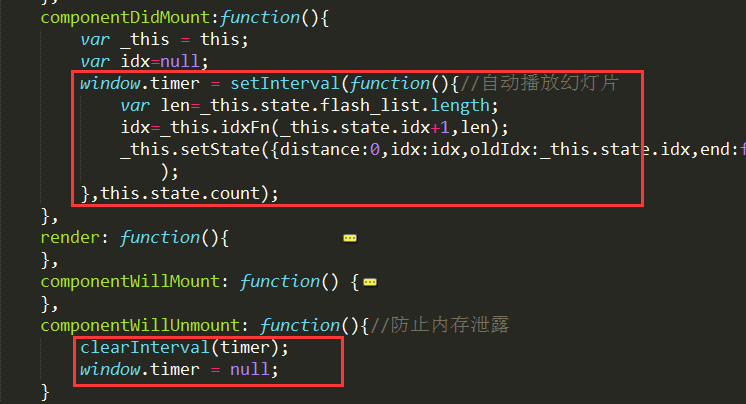 componentDidMount:function(){
var _this = this;
var idx=null;
window.timer = setInterval(function(){//自动播放幻灯片
var len=_this.state.flash_list.length;
idx=_this.idxFn(_this.state.idx+1,len);
_this.setState({distance:0,idx:idx,oldIdx:_this.state.idx,end:f
);
},this.state.count);
},
render: function(){
},
componentWillMount: function() {
},
componentWillUnmount: function(){//防止内存泄露
clearInterval(timer);
window.timer = null;
}